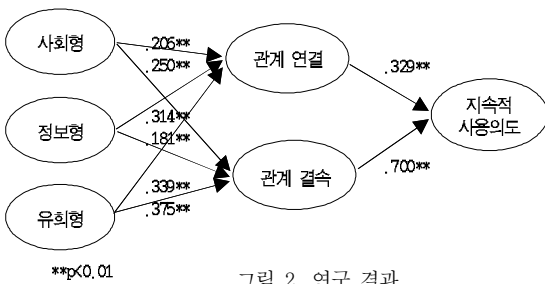 사회형
.206**
.250**
관계 연결
.329**
정보형
.314**
.181**
지속적
사용의도
관계 결속
.700**
유희형
.339**
.375**
**p<0.01
그림 2. 연구 결과